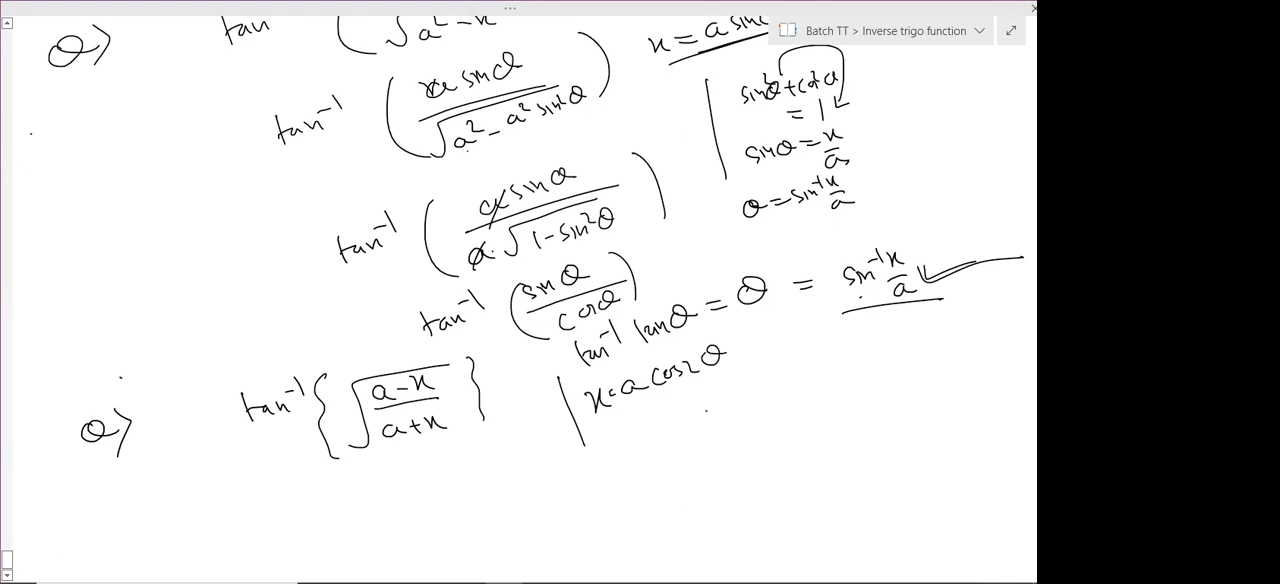 Q) tan ( / √a² - x
x = a sin
Batch TT > Inverse trigo function
tan⁻¹ ( a sinθ / √a² - a² sin²θ )
sin²θ + cos²θ
= 1
sinθ = x/a
θ = sin⁻¹ x/a
tan⁻¹ ( a sinθ / a·√1 - sin²θ )
tan⁻¹ ( sinθ / cosθ )
tan⁻¹ tanθ = θ = sin⁻¹ x/a
Q) tan⁻¹ { √a-x / a+x } | x = a cos2θ